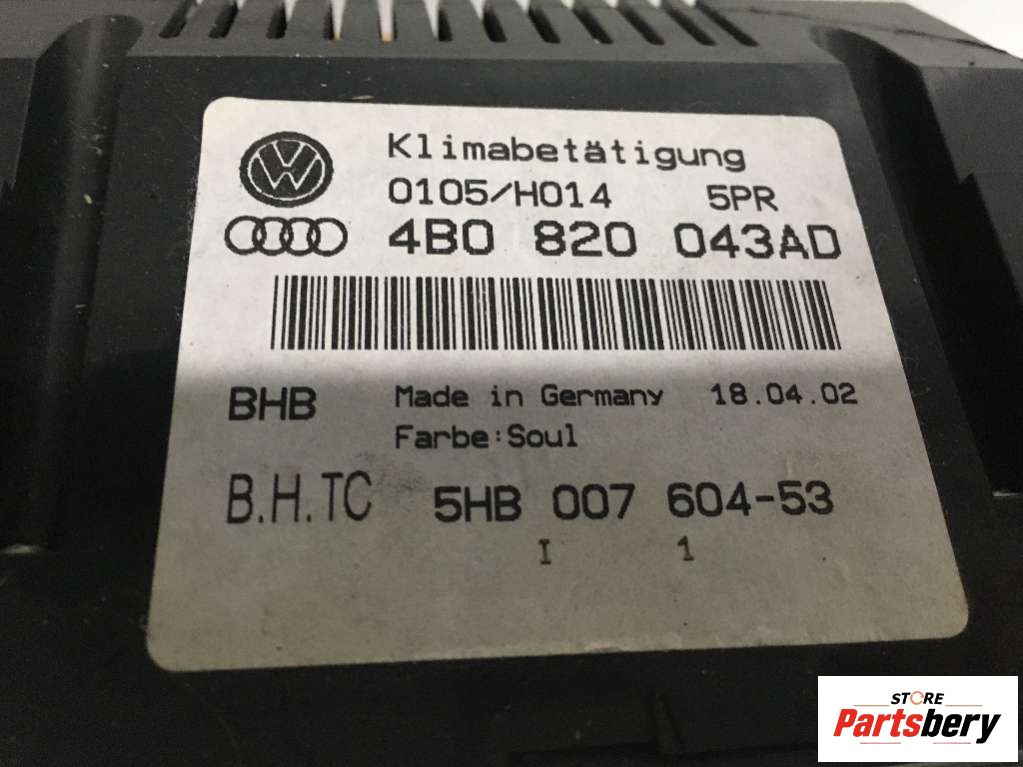 Klimabetätigung
0105/H014 5PR
4B0 820 043AD
BHB Made in Germany 18.04.02
Farbe:Soul
B.H.TC 5HB 007 604-53
I 1
STORE
Partsbery